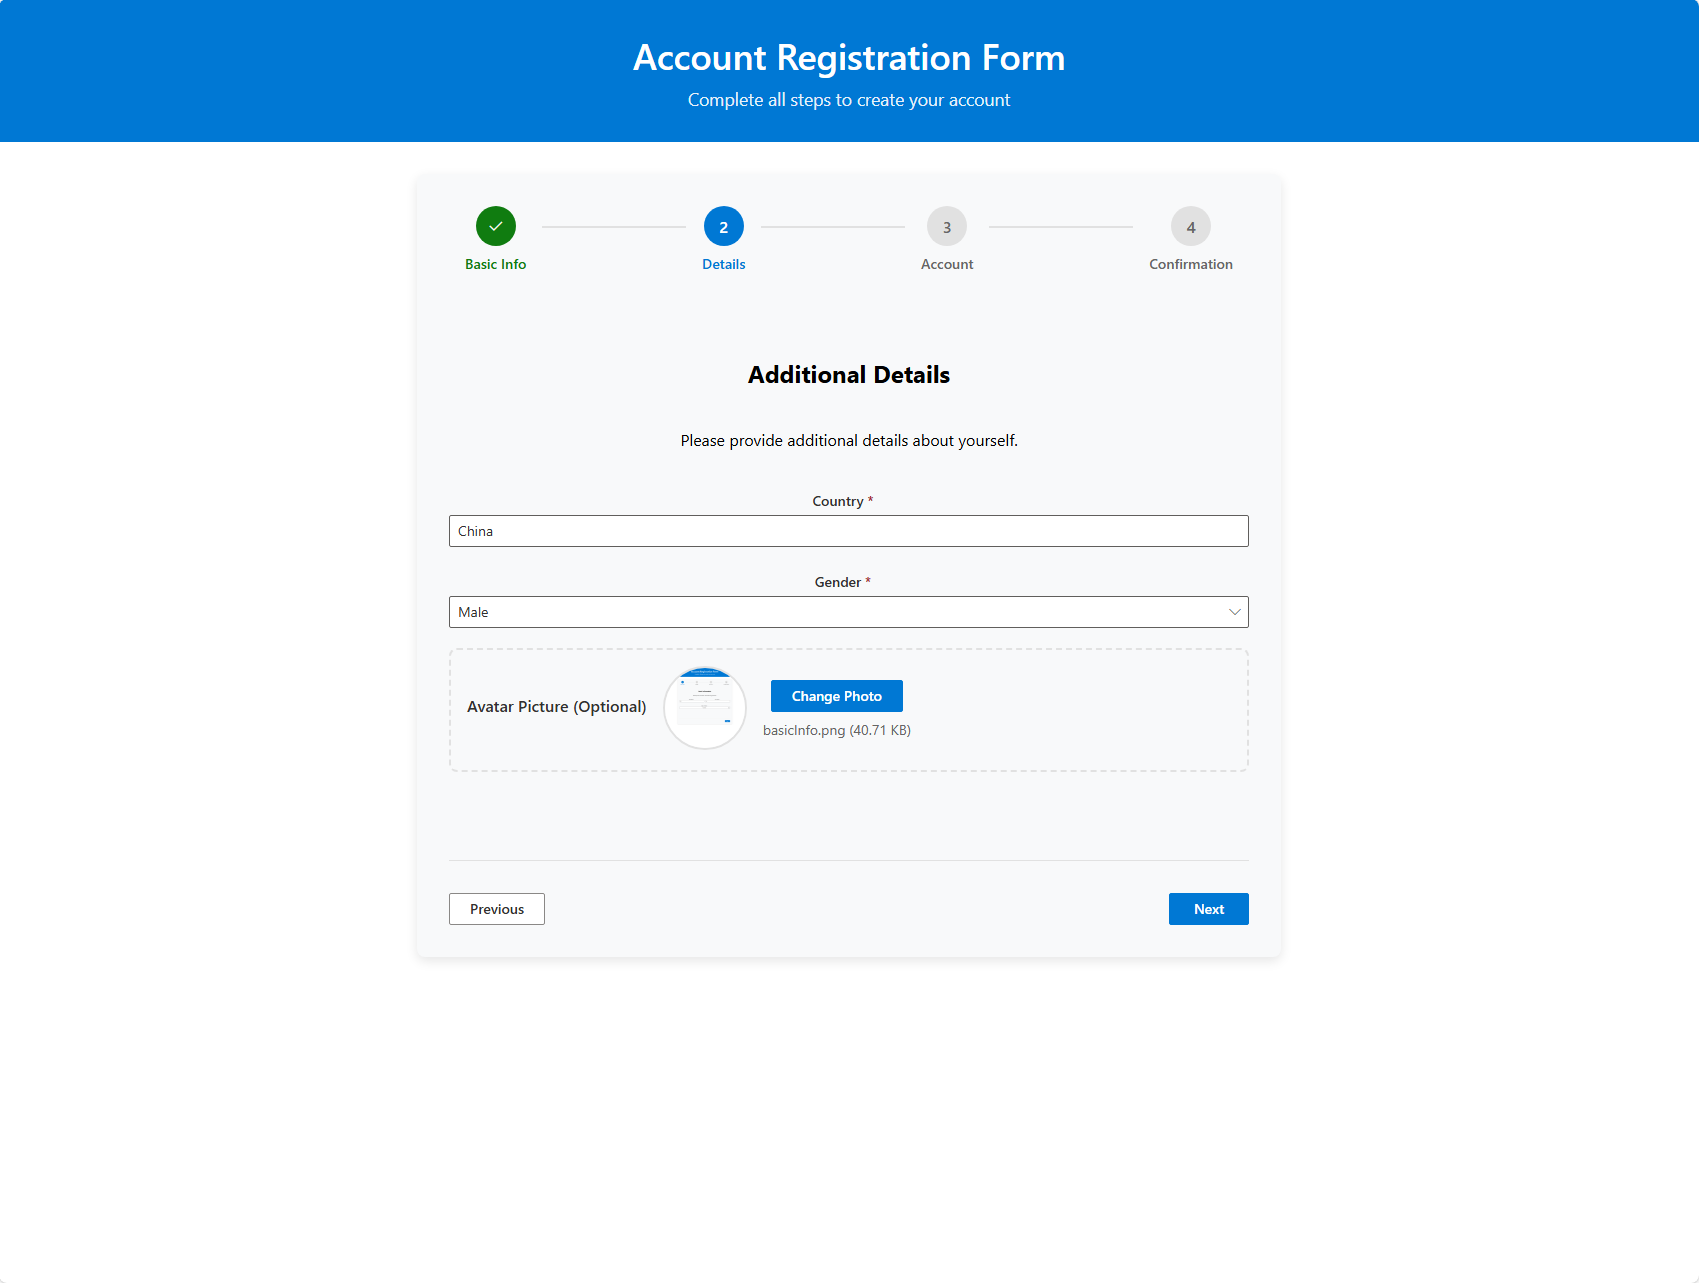 Account Registration Form
Complete all steps to create your account
2
3
4
Basic Info
Details
Account
Confirmation
Additional Details
Please provide additional details about yourself.
Country *
China
Gender *
Male
Avatar Picture (Optional)
Change Photo
basicInfo.png (40.71 KB)
Previous
Next